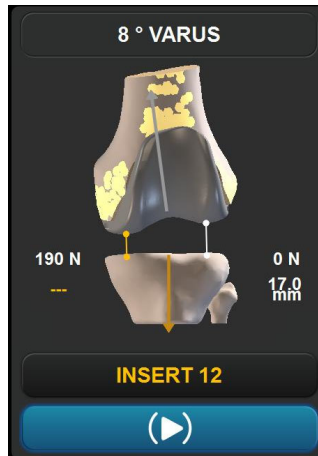 8 ° VARUS
190 N
0 N
---
17.0
mm
INSERT 12